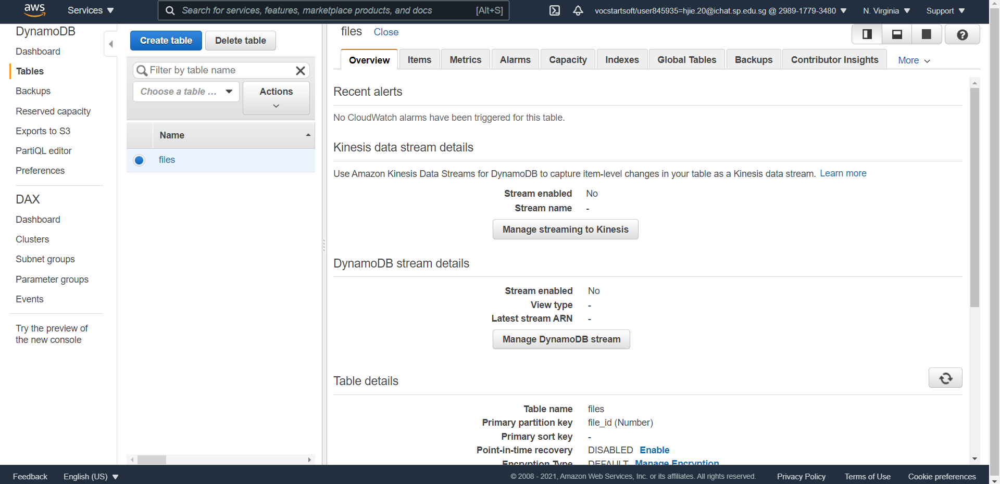 aws
Services
Search for services, features, marketplace products, and docs
[Alt+S]
vocstartsoft/user845935=hjie.20@ichat.sp.edu.sg @ 2989-1779-3480
N. Virginia
Support
DynamoDB
Dashboard
Tables
Backups
Reserved capacity
Exports to S3
PartiQL editor
Preferences
DAX
Dashboard
Clusters
Subnet groups
Parameter groups
Events
Try the preview of
the new console
Create table
Delete table
Filter by table name
Choose a table ...
Actions
Name
files
files
Close
Overview
Items
Metrics
Alarms
Capacity
Indexes
Global Tables
Backups
Contributor Insights
More
Recent alerts
No CloudWatch alarms have been triggered for this table.
Kinesis data stream details
Use Amazon Kinesis Data Streams for DynamoDB to capture item-level changes in your table as a Kinesis data stream. Learn more
Stream enabled No
Stream name -
Manage streaming to Kinesis
DynamoDB stream details
Stream enabled No
View type -
Latest stream ARN -
Manage DynamoDB stream
Table details
Table name files
Primary partition key file_id (Number)
Primary sort key -
Point-in-time recovery DISABLED Enable
Encryption Type DEFAULT Manage Encryption
Feedback
English (US)
© 2008 - 2021, Amazon Web Services, Inc. or its affiliates. All rights reserved.
Privacy Policy
Terms of Use
Cookie preferences